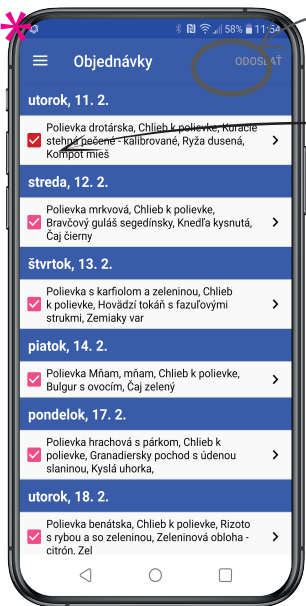 58% 11:54
Objednávky
ODOSLAŤ
utorok, 11. 2.
Polievka drotárska, Chlieb k polievke, Kuracie
stehná pečené - kalibrované, Ryža dusená,
Kompót mieš
streda, 12. 2.
Polievka mrkvová, Chlieb k polievke,
Bravčový guláš segedínsky, Knedľa kysnutá,
Čaj čierny
štvrtok, 13. 2.
Polievka s karfiolom a zeleninou, Chlieb
k polievke, Hovädzí tokáň s fazuľovými
strukmi, Zemiaky var
piatok, 14. 2.
Polievka Mňam, mňam, Chlieb k polievke,
Bulgur s ovocím, Čaj zelený
pondelok, 17. 2.
Polievka hrachová s párkom, Chlieb k
polievke, Granadiersky pochod s údenou
slaninou, Kyslá uhorka,
utorok, 18. 2.
Polievka benátska, Chlieb k polievke, Rizoto
s rybou a so zeleninou, Zeleninová obloha -
citrón, Zel